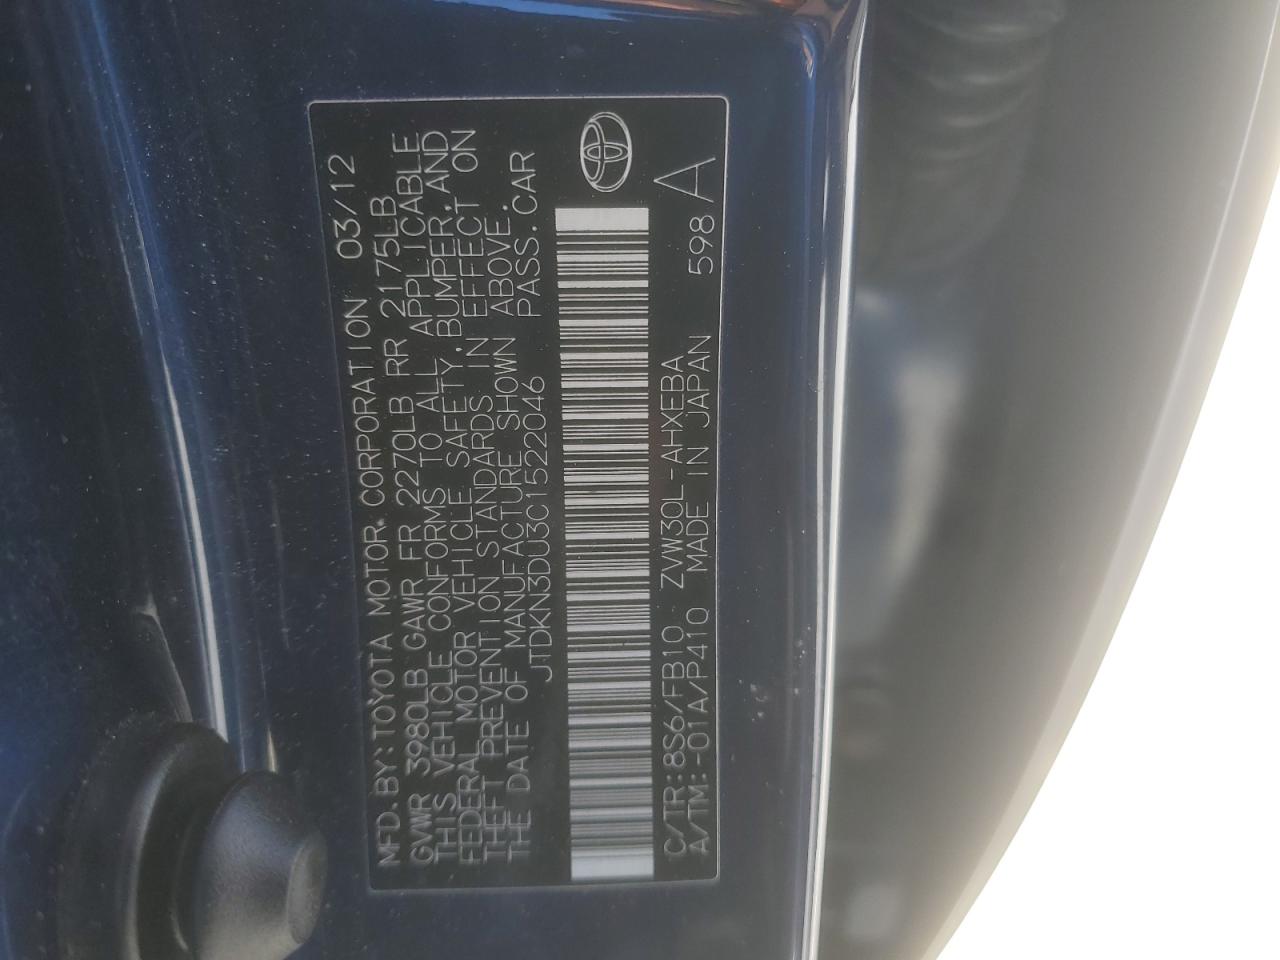 MFD.BY:TOYOTA MOTOR CORPORATION 03/12
GVWR 3980LB GAWR FR 2270LB RR 2175LB
THIS VEHICLE CONFORMS TO ALL APPLICABLE
FEDERAL MOTOR VEHICLE SAFETY,BUMPER,AND
THEFT PREVENTION STANDARDS IN EFFECT ON
THE DATE OF MANUFACTURE SHOWN ABOVE.
JTDKN3DU3C1522046 PASS.CAR
C/TR:8S6/FB10 ZVW30L-AHXEBA
A/TM:-01A/P410 MADE IN JAPAN 598 A